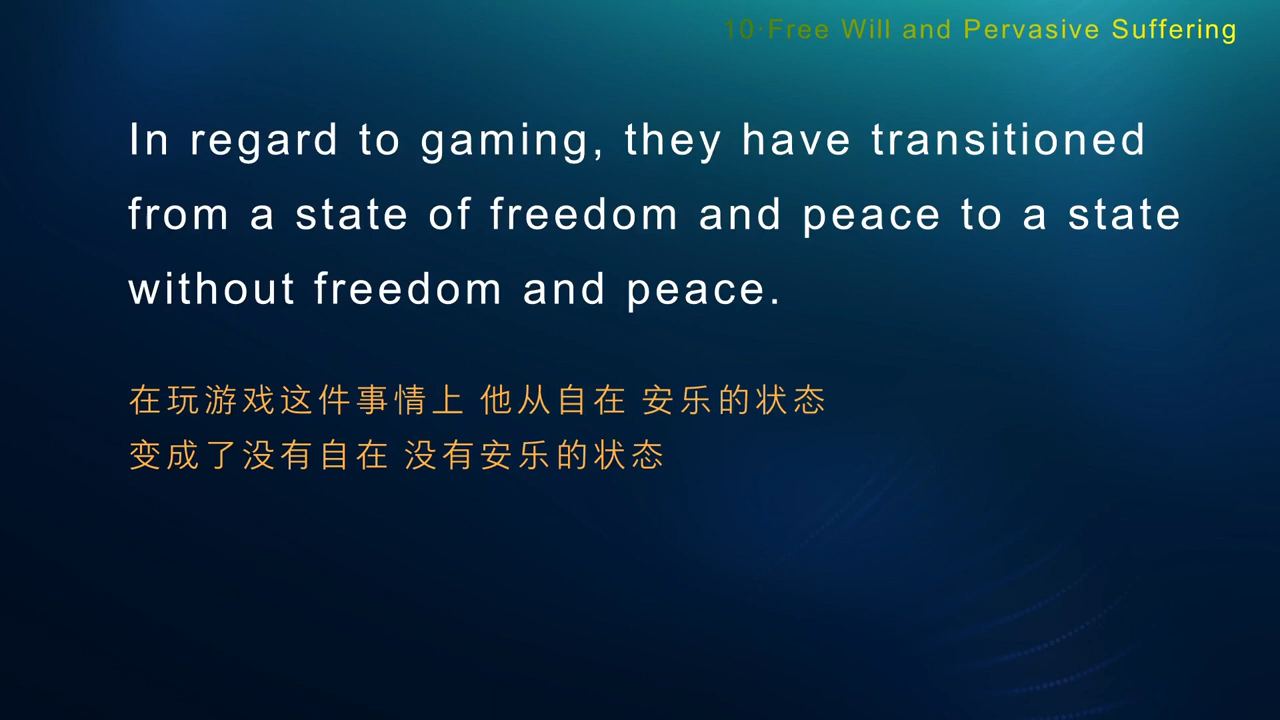 10·Free Will and Pervasive Suffering
In regard to gaming, they have transitioned
from a state of freedom and peace to a state
without freedom and peace.
在玩游戏这件事情上 他从自在 安乐的状态
变成了没有自在 没有安乐的状态